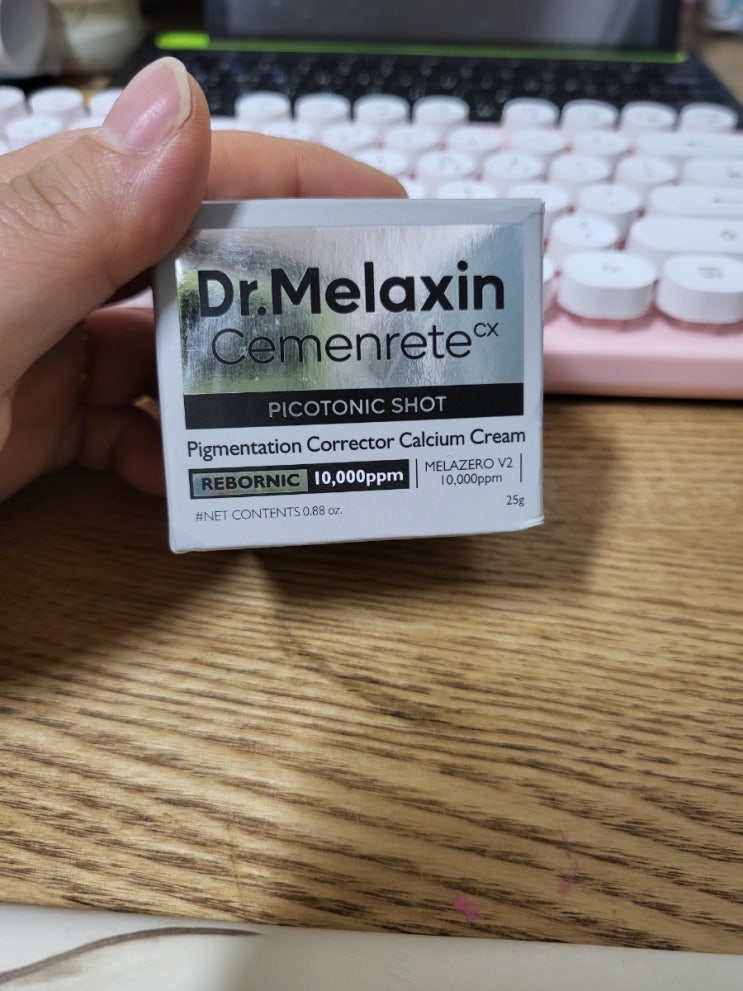 Dr.Melaxin
Cemenrete CX
PICOTONIC SHOT
Pigmentation Corrector Calcium Cream
REBORNIC 10,000ppm
MELAZERO V2
10,000ppm
25g
#NET CONTENTS 0.88 oz.